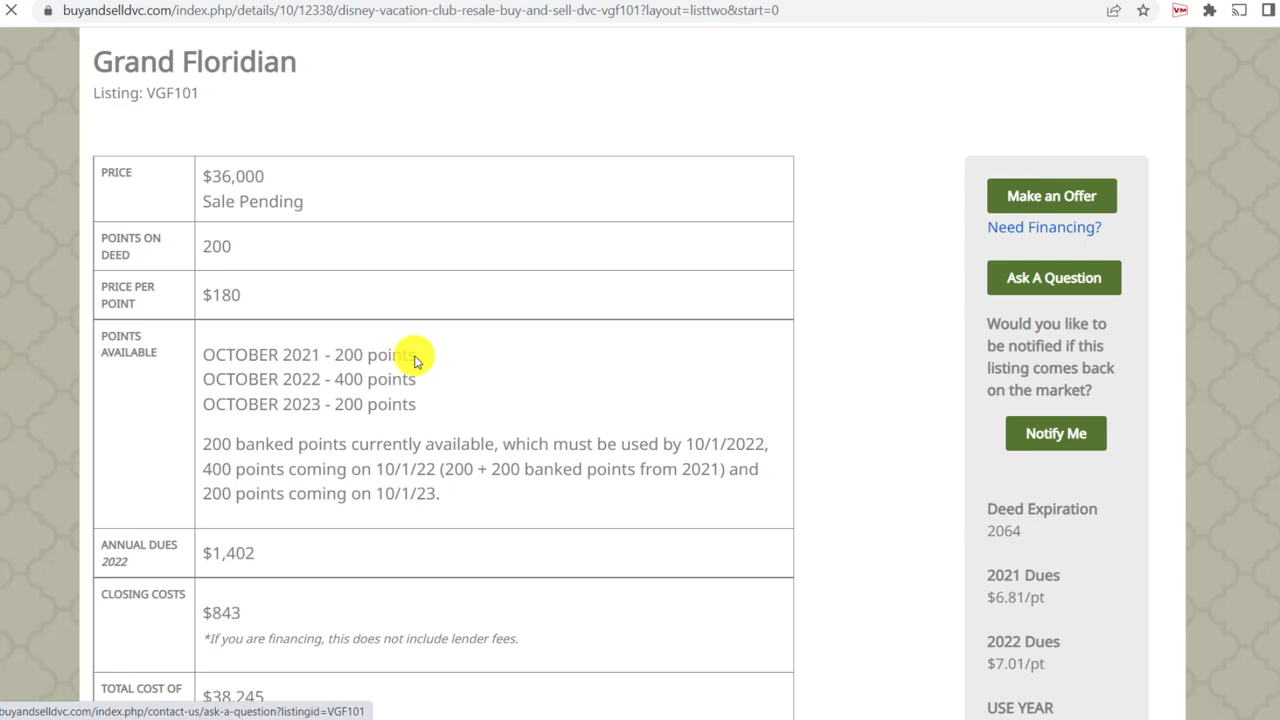 buyandselldvc.com/index.php/details/10/12338/disney-vacation-club-resale-buy-and-sell-dvc-vgf101?layout=listtwo&start=0
VM
Grand Floridian
Listing: VGF101
PRICE
$36,000
Sale Pending
POINTS ON
DEED
200
PRICE PER
POINT
$180
POINTS
AVAILABLE
OCTOBER 2021 - 200 points
OCTOBER 2022 - 400 points
OCTOBER 2023 - 200 points
200 banked points currently available, which must be used by 10/1/2022,
400 points coming on 10/1/22 (200 + 200 banked points from 2021) and
200 points coming on 10/1/23.
ANNUAL DUES
2022
$1,402
CLOSING COSTS
$843
*If you are financing, this does not include lender fees.
TOTAL COST OF
$38,245
Make an Offer
Need Financing?
Ask A Question
Would you like to
be notified if this
listing comes back
on the market?
Notify Me
Deed Expiration
2064
2021 Dues
$6.81/pt
2022 Dues
$7.01/pt
USE YEAR
buyandselldvc.com/index.php/contact-us/ask-a-question?listingid=VGF101